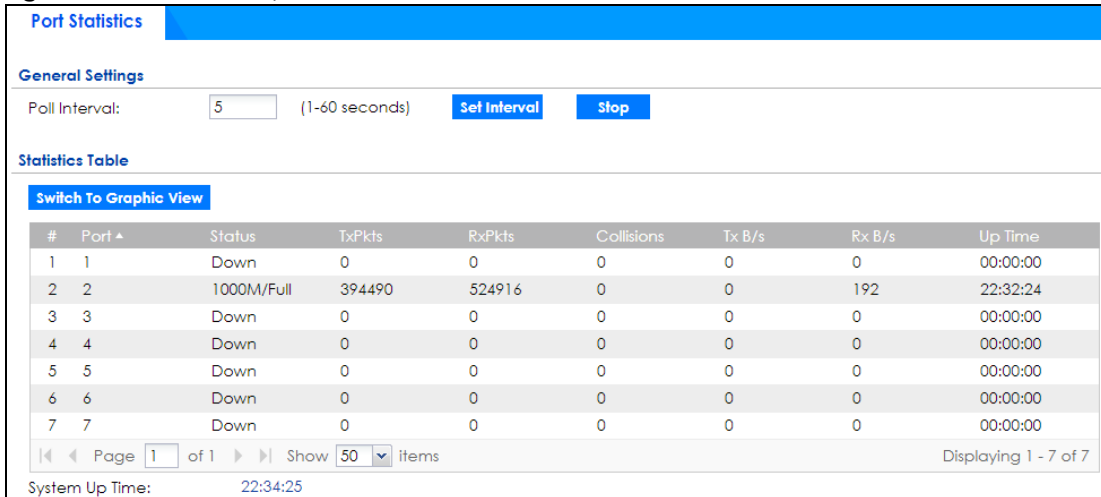 Port Statistics
General Settings
Poll Interval: 5 (1-60 seconds) Set Interval Stop
Statistics Table
Switch To Graphic View
# Port Status TxPkts RxPkts Collisions Tx B/s Rx B/s Up Time
1 1 Down 0 0 0 0 0 00:00:00
2 2 1000M/Full 394490 524916 0 0 192 22:32:24
3 3 Down 0 0 0 0 0 00:00:00
4 4 Down 0 0 0 0 0 00:00:00
5 5 Down 0 0 0 0 0 00:00:00
6 6 Down 0 0 0 0 0 00:00:00
7 7 Down 0 0 0 0 0 00:00:00
Page 1 of 1 Show 50 items Displaying 1 - 7 of 7
System Up Time: 22:34:25